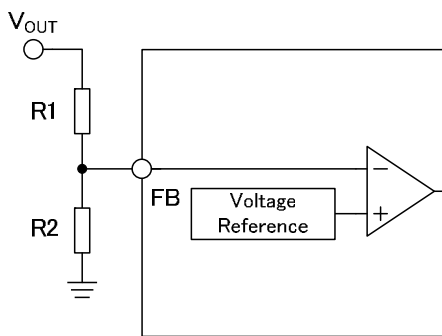 VOUT
R1
FB
R2
Voltage
Reference
−
+